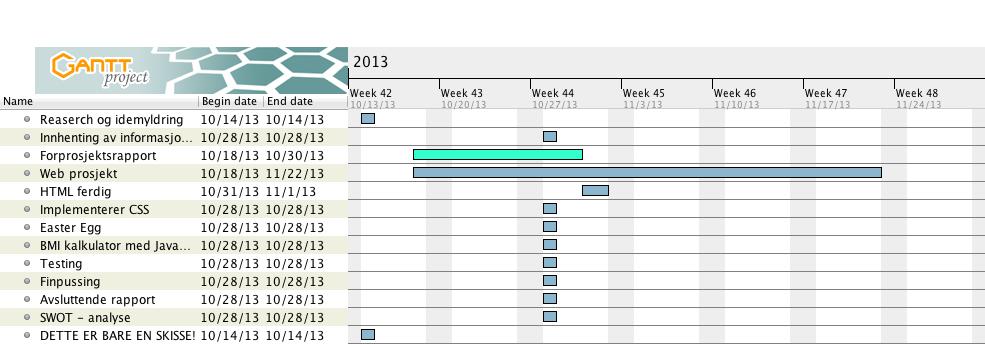 GANTT
project
2013
Week 42 Week 43 Week 44 Week 45 Week 46 Week 47 Week 48
Name Begin date End date 10/13/13 10/20/13 10/27/13 11/3/13 11/10/13 11/17/13 11/24/13
Reaserch og idemyldring 10/14/13 10/14/13
Innhenting av informasjo... 10/28/13 10/28/13
Forprosjektsrapport 10/18/13 10/30/13
Web prosjekt 10/18/13 11/22/13
HTML ferdig 10/31/13 11/1/13
Implementerer CSS 10/28/13 10/28/13
Easter Egg 10/28/13 10/28/13
BMI kalkulator med Java... 10/28/13 10/28/13
Testing 10/28/13 10/28/13
Finpussing 10/28/13 10/28/13
Avsluttende rapport 10/28/13 10/28/13
SWOT - analyse 10/28/13 10/28/13
DETTE ER BARE EN SKISSE! 10/14/13 10/14/13